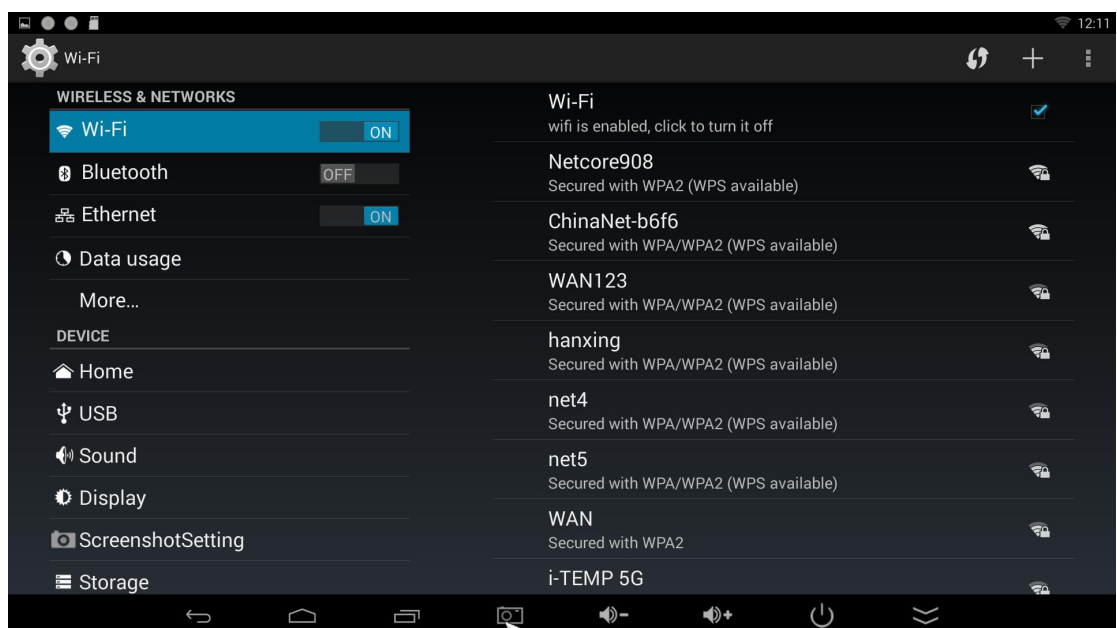 12:11
Wi-Fi
WIRELESS & NETWORKS
Wi-Fi ON
Bluetooth OFF
Ethernet ON
Data usage
More...
DEVICE
Home
USB
Sound
Display
ScreenshotSetting
Storage
Wi-Fi
wifi is enabled, click to turn it off
Netcore908
Secured with WPA2 (WPS available)
ChinaNet-b6f6
Secured with WPA/WPA2 (WPS available)
WAN123
Secured with WPA/WPA2 (WPS available)
hanxing
Secured with WPA/WPA2 (WPS available)
net4
Secured with WPA/WPA2 (WPS available)
net5
Secured with WPA/WPA2 (WPS available)
WAN
Secured with WPA2
i-TEMP 5G